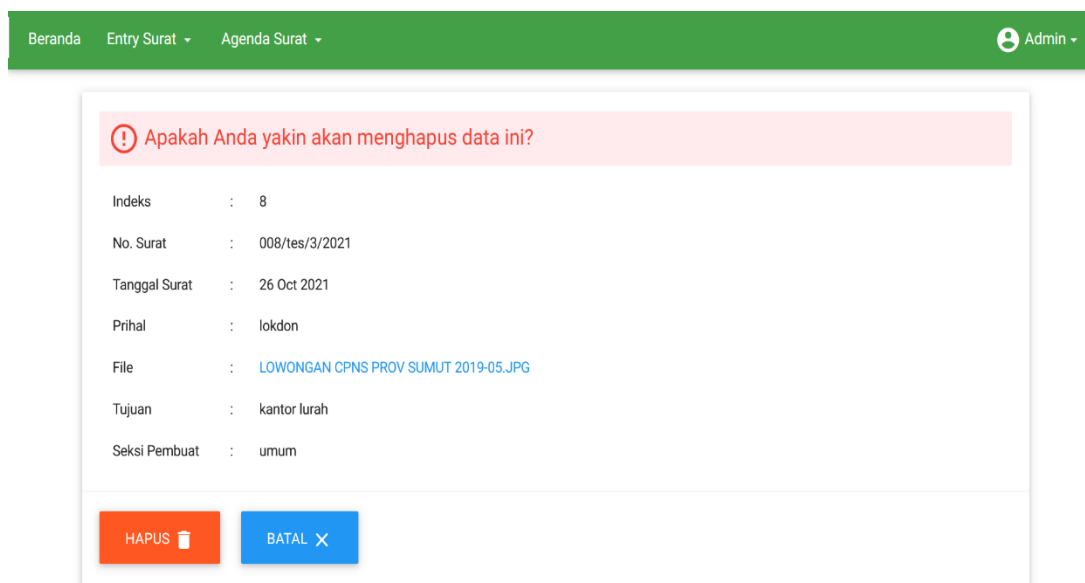 Beranda Entry Surat Agenda Surat Admin
Apakah Anda yakin akan menghapus data ini?
Indeks : 8
No. Surat : 008/tes/3/2021
Tanggal Surat : 26 Oct 2021
Prihal : lokdon
File : LOWONGAN CPNS PROV SUMUT 2019-05.JPG
Tujuan : kantor lurah
Seksi Pembuat : umum
HAPUS BATAL